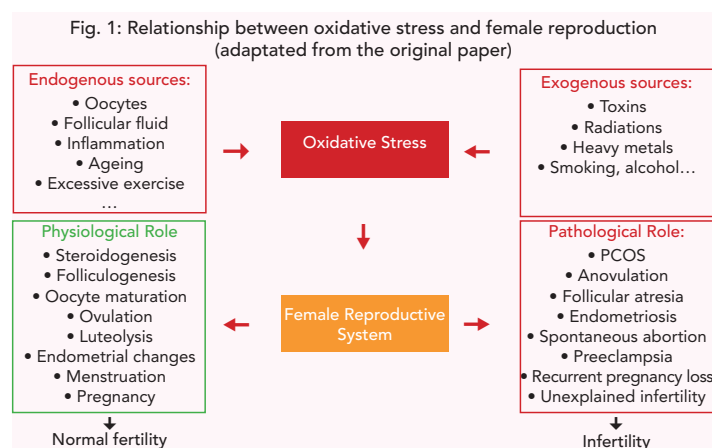 Fig. 1: Relationship between oxidative stress and female reproduction
(adaptated from the original paper)
Endogenous sources:
• Oocytes
• Follicular fluid
• Inflammation
• Ageing
• Excessive exercise
…
Oxidative Stress
Exogenous sources:
• Toxins
• Radiations
• Heavy metals
• Smoking, alcohol…
Physiological Role
• Steroidogenesis
• Folliculogenesis
• Oocyte maturation
• Ovulation
• Luteolysis
• Endometrial changes
• Menstruation
• Pregnancy
Normal fertility
Female Reproductive
System
Pathological Role:
• PCOS
• Anovulation
• Follicular atresia
• Endometriosis
• Spontaneous abortion
• Preeclampsia
• Recurrent pregnancy loss
• Unexplained infertility
Infertility